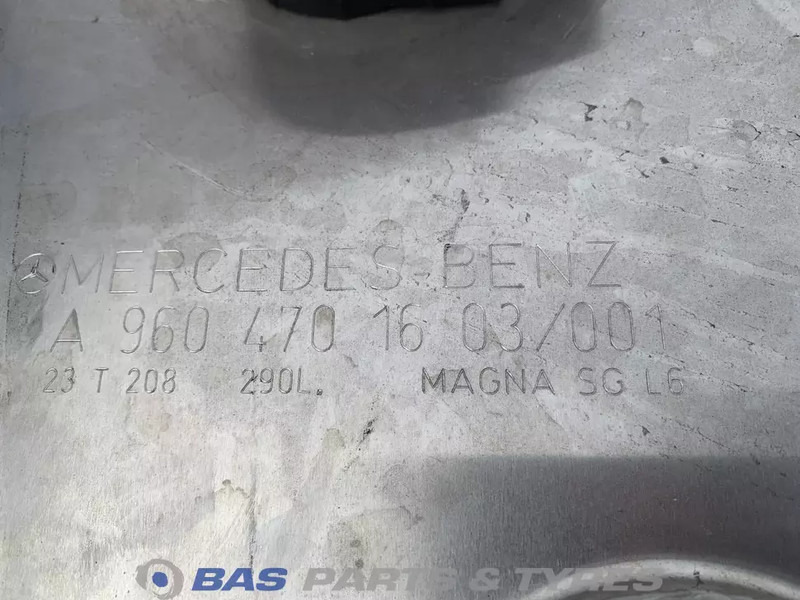 MERCEDES-BENZ
A 960 470 16 03/001
23 T 208 290L. MAGNA SG L6
BAS PARTS & TYRES